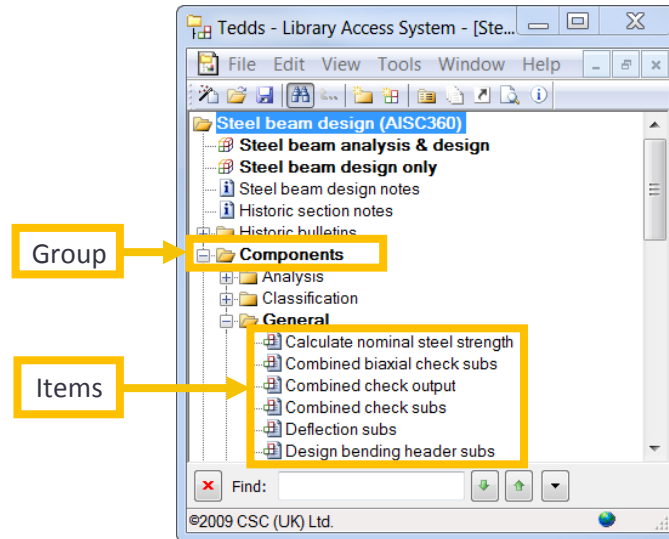 Tedds - Library Access System - [Ste...
File Edit View Tools Window Help
Steel beam design (AISC360)
Steel beam analysis & design
Steel beam design only
Steel beam design notes
Historic section notes
Historic bulletins
Group
Components
Analysis
Classification
General
Calculate nominal steel strength
Combined biaxial check subs
Items
Combined check output
Combined check subs
Deflection subs
Design bending header subs
Find:
©2009 CSC (UK) Ltd.